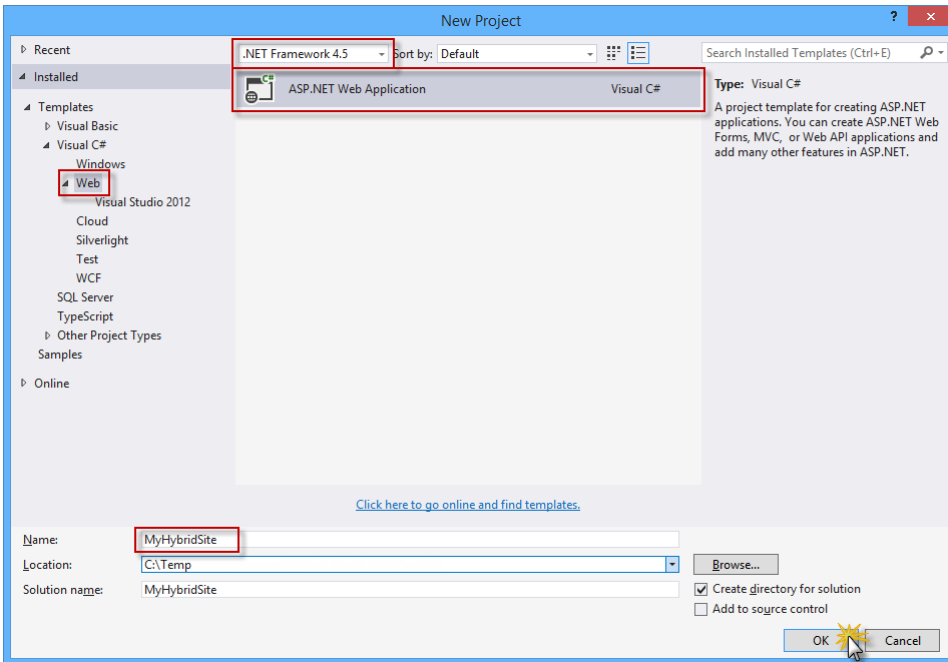 New Project
? ×
Recent
Installed
Templates
Visual Basic
Visual C#
Windows
Web
Visual Studio 2012
Cloud
Silverlight
Test
WCF
SQL Server
TypeScript
Other Project Types
Samples
Online
.NET Framework 4.5 Sort by: Default
ASP.NET Web Application Visual C#
Click here to go online and find templates.
Search Installed Templates (Ctrl+E)
Type: Visual C#
A project template for creating ASP.NET
applications. You can create ASP.NET Web
Forms, MVC, or Web API applications and
add many other features in ASP.NET.
Name: MyHybridSite
Location: C:\Temp
Browse...
Solution name: MyHybridSite
Create directory for solution
Add to source control
OK Cancel